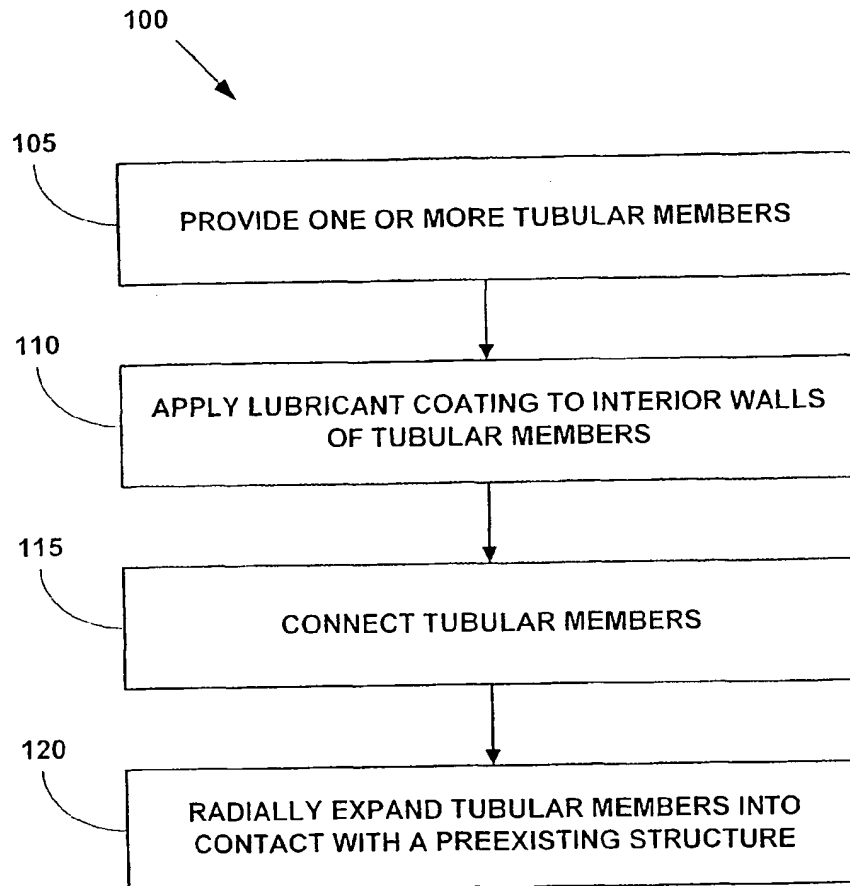 100
105
PROVIDE ONE OR MORE TUBULAR MEMBERS
110
APPLY LUBRICANT COATING TO INTERIOR WALLS
OF TUBULAR MEMBERS
115
CONNECT TUBULAR MEMBERS
120
RADIALLY EXPAND TUBULAR MEMBERS INTO
CONTACT WITH A PREEXISTING STRUCTURE